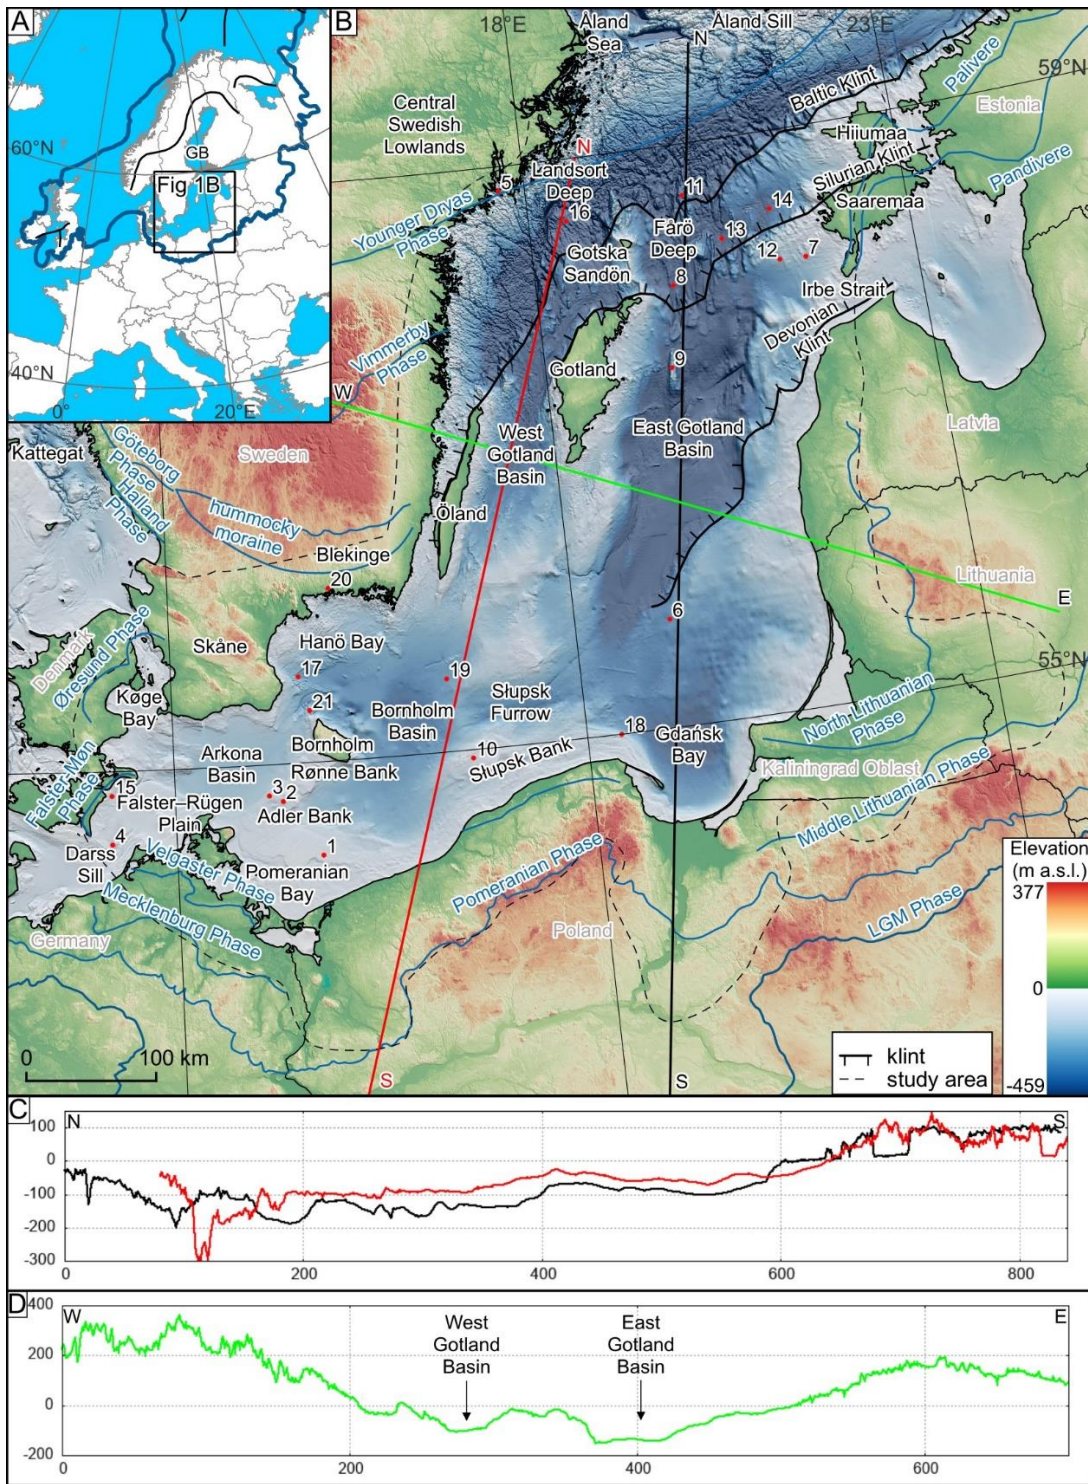 A
60°N
GB
Fig 1B
40°N
0°
20°E
B
18°E
Åland
Sea
Åland Sill
N
23°E
59°N
Palivere
Baltic Klint
Estonia
Central
Swedish
Lowlands
Hiiumaa
Silurian Klint
Pandivere
N
Landsort
Deep
5
11
14
Saaremaa
Younger Dryas
Phase
16
Fårö
Deep
13
12
7
Gotska
Sandön
8
Irbe Strait
Devonian
Klint
Vimmerby
Phase
9
Gotland
W
Latvia
Kattegat
Göteborg
Phase
Sweden
West
Gotland
Basin
East Gotland
Basin
Halland
Phase
hummocky
moraine
Öland
Blekinge
Lithuania
E
20
6
Denmark
Øresund Phase
Skåne
Hanö Bay
55°N
17
19
Køge
Bay
21
Bornholm
Basin
Słupsk
Furrow
18
North Lithuanian
Phase
Gdańsk
Bay
Arkona
Basin
Bornholm
10
Słupsk Bank
Rønne Bank
Kaliningrad Oblast
Falster-Møn
Phase
15
3
2
Falster–Rügen
Plain
Adler Bank
Middle Lithuanian Phase
4
Darss
Sill
1
Velgaster Phase
Pomeranian
Bay
Pomeranian Phase
Mecklenburg Phase
LGM Phase
Germany
Poland
Elevation
(m a.s.l.)
377
0
-459
0
100 km
klint
study area
S
S
C
N
S
100
0
-100
-200
-300
0
200
400
600
800
D
W
E
400
200
0
-200
West
Gotland
Basin
East
Gotland
Basin
0
200
400
600